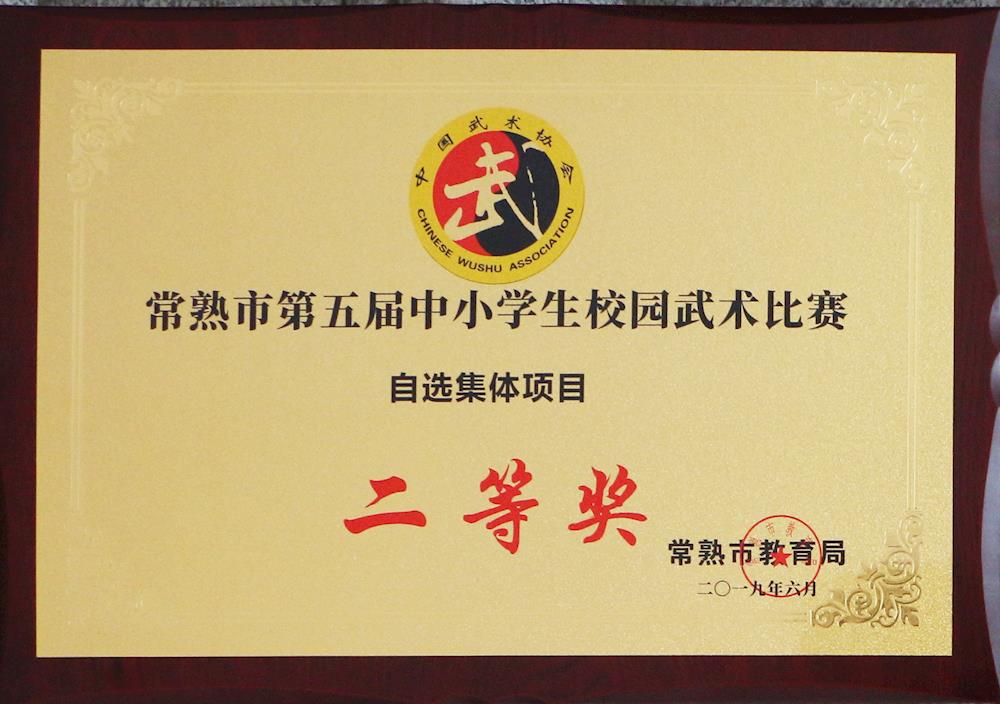 中国武术协会
武
CHINESE WUSHU ASSOCIATION
常熟市第五届中小学生校园武术比赛
自选集体项目
二等奖
常熟市教育局
二〇一九年六月